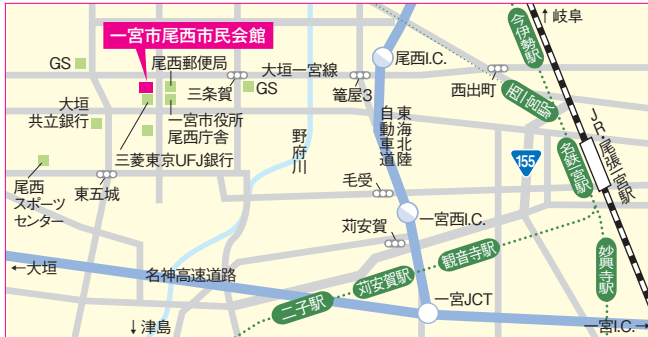 ↑岐阜
今伊勢駅
一宮市尾西市民会館
GS
尾西郵便局
三条賀
大垣一宮線
GS
籠屋3
尾西I.C.
西出町
西一宮駅
JR・尾張一宮駅
名鉄一宮駅
大垣
共立銀行
一宮市役所
尾西庁舎
三菱東京UFJ銀行
野府川
東海北陸
自動車道
155
尾西
スポーツ
センター
東五城
毛受
一宮西I.C.
苅安賀
観音寺駅
苅安賀駅
二子駅
妙興寺駅
←大垣
名神高速道路
一宮JCT
↓津島
一宮I.C.→